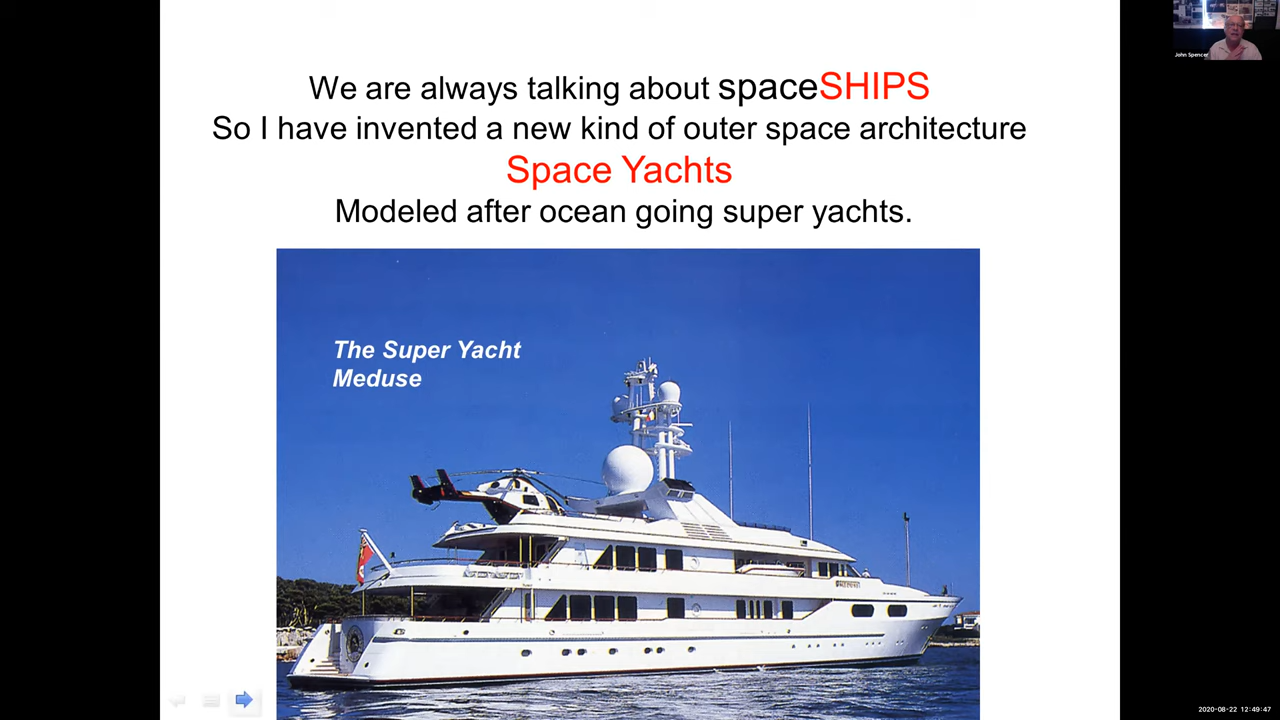 John Spencer
We are always talking about spaceSHIPS
So I have invented a new kind of outer space architecture
Space Yachts
Modeled after ocean going super yachts.
The Super Yacht
Meduse
2020-08-22 12:49:47